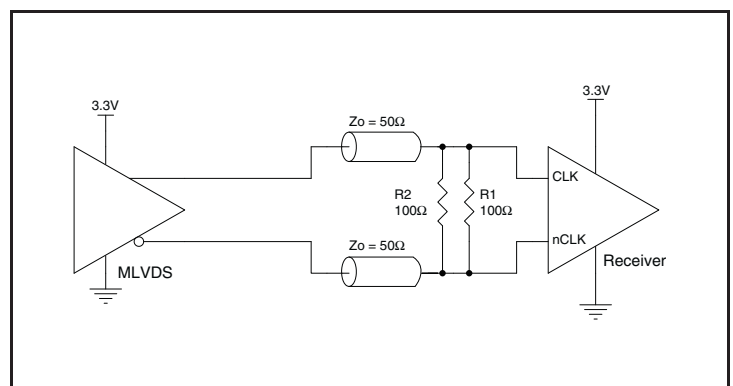 3.3V
3.3V
Zo = 50Ω
CLK
R2
100Ω
R1
100Ω
nCLK
Zo = 50Ω
MLVDS
Receiver